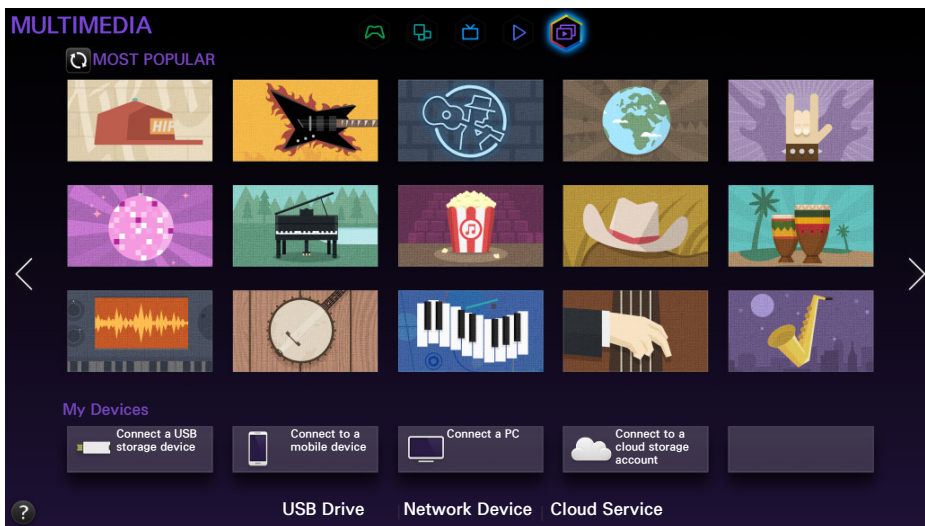 MULTIMEDIA
MOST POPULAR
HIP
My Devices
Connect a USB
storage device
Connect to a
mobile device
Connect a PC
Connect to a
cloud storage
account
?
USB Drive
Network Device
Cloud Service